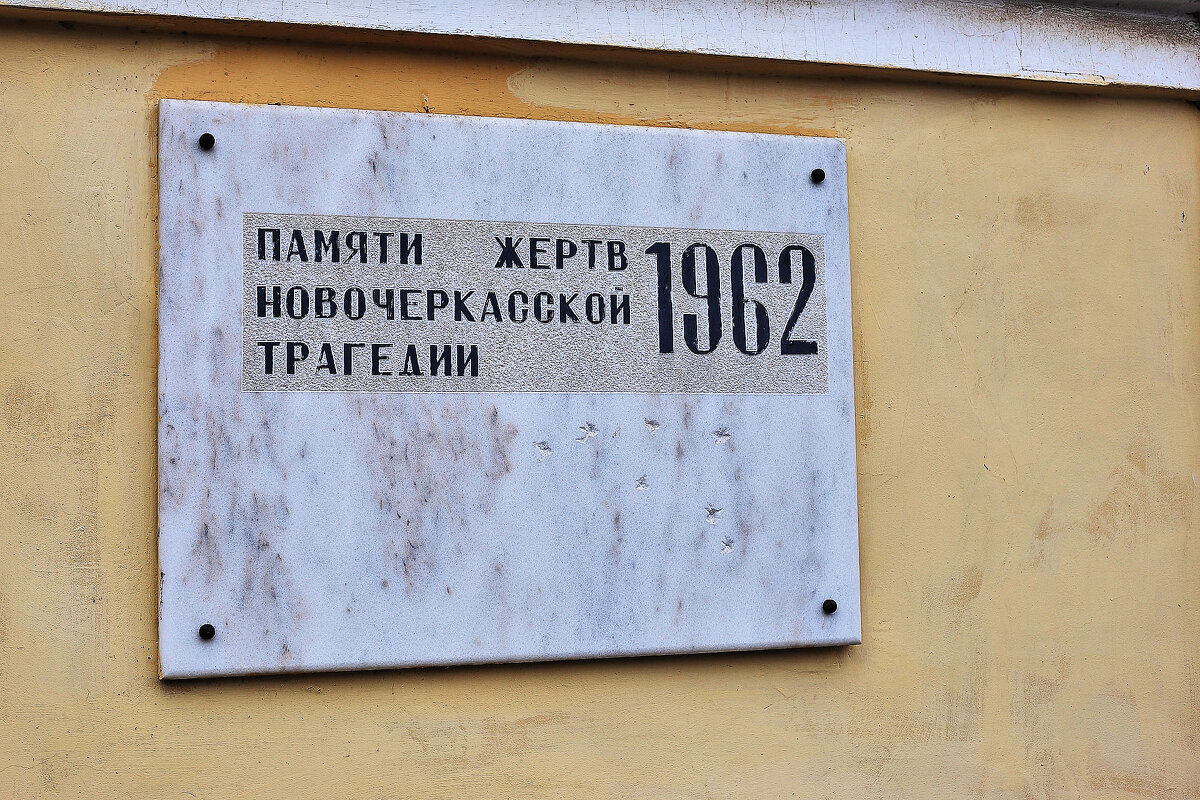 ПАМЯТИ ЖЕРТВ
НОВОЧЕРКАССКОЙ
ТРАГЕДИИ
1962